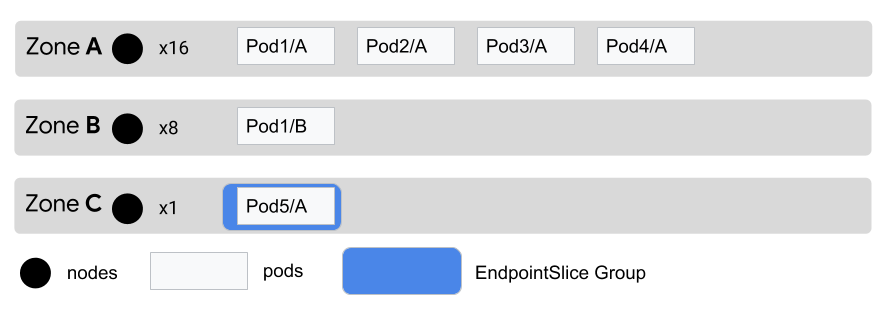 Zone A x16 Pod1/A Pod2/A Pod3/A Pod4/A
Zone B x8 Pod1/B
Zone C x1 Pod5/A
nodes pods EndpointSlice Group